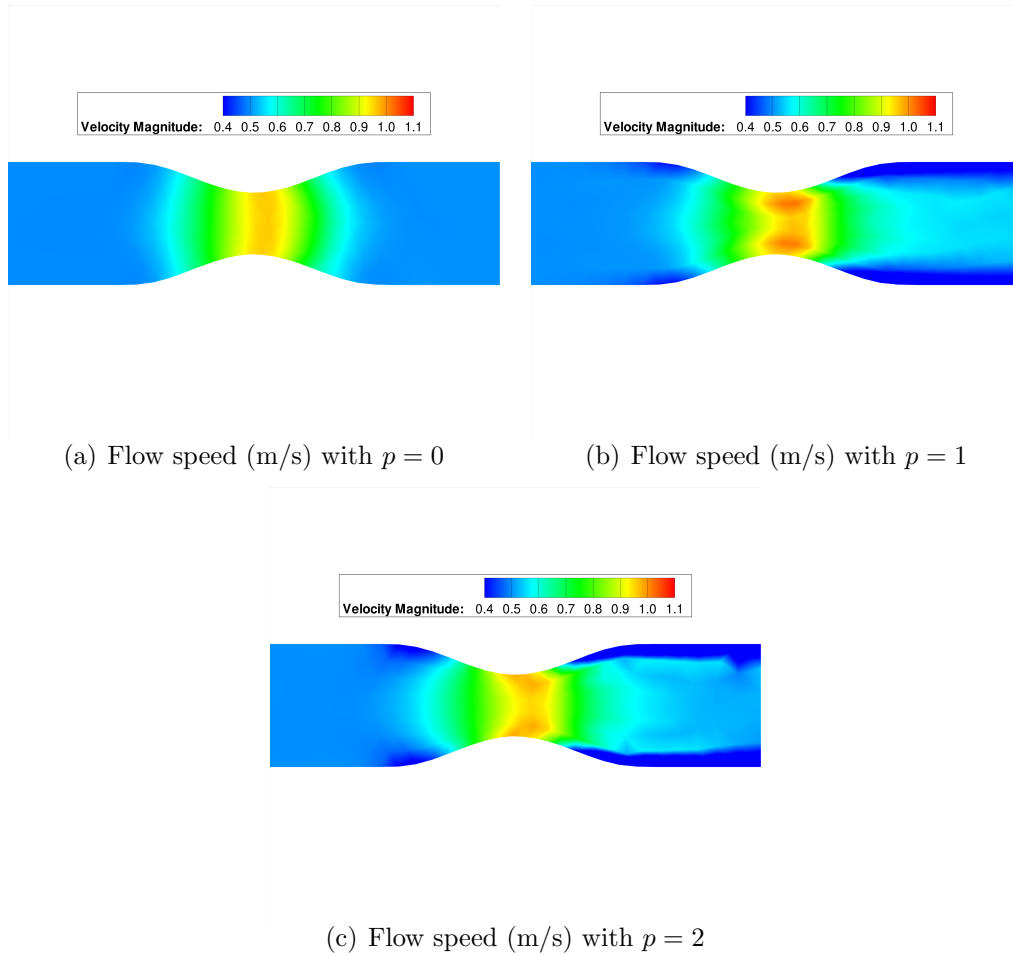 Velocity Magnitude: 0.4 0.5 0.6 0.7 0.8 0.9 1.0 1.1
Velocity Magnitude: 0.4 0.5 0.6 0.7 0.8 0.9 1.0 1.1
(a) Flow speed (m/s) with p = 0
(b) Flow speed (m/s) with p = 1
Velocity Magnitude: 0.4 0.5 0.6 0.7 0.8 0.9 1.0 1.1
(c) Flow speed (m/s) with p = 2